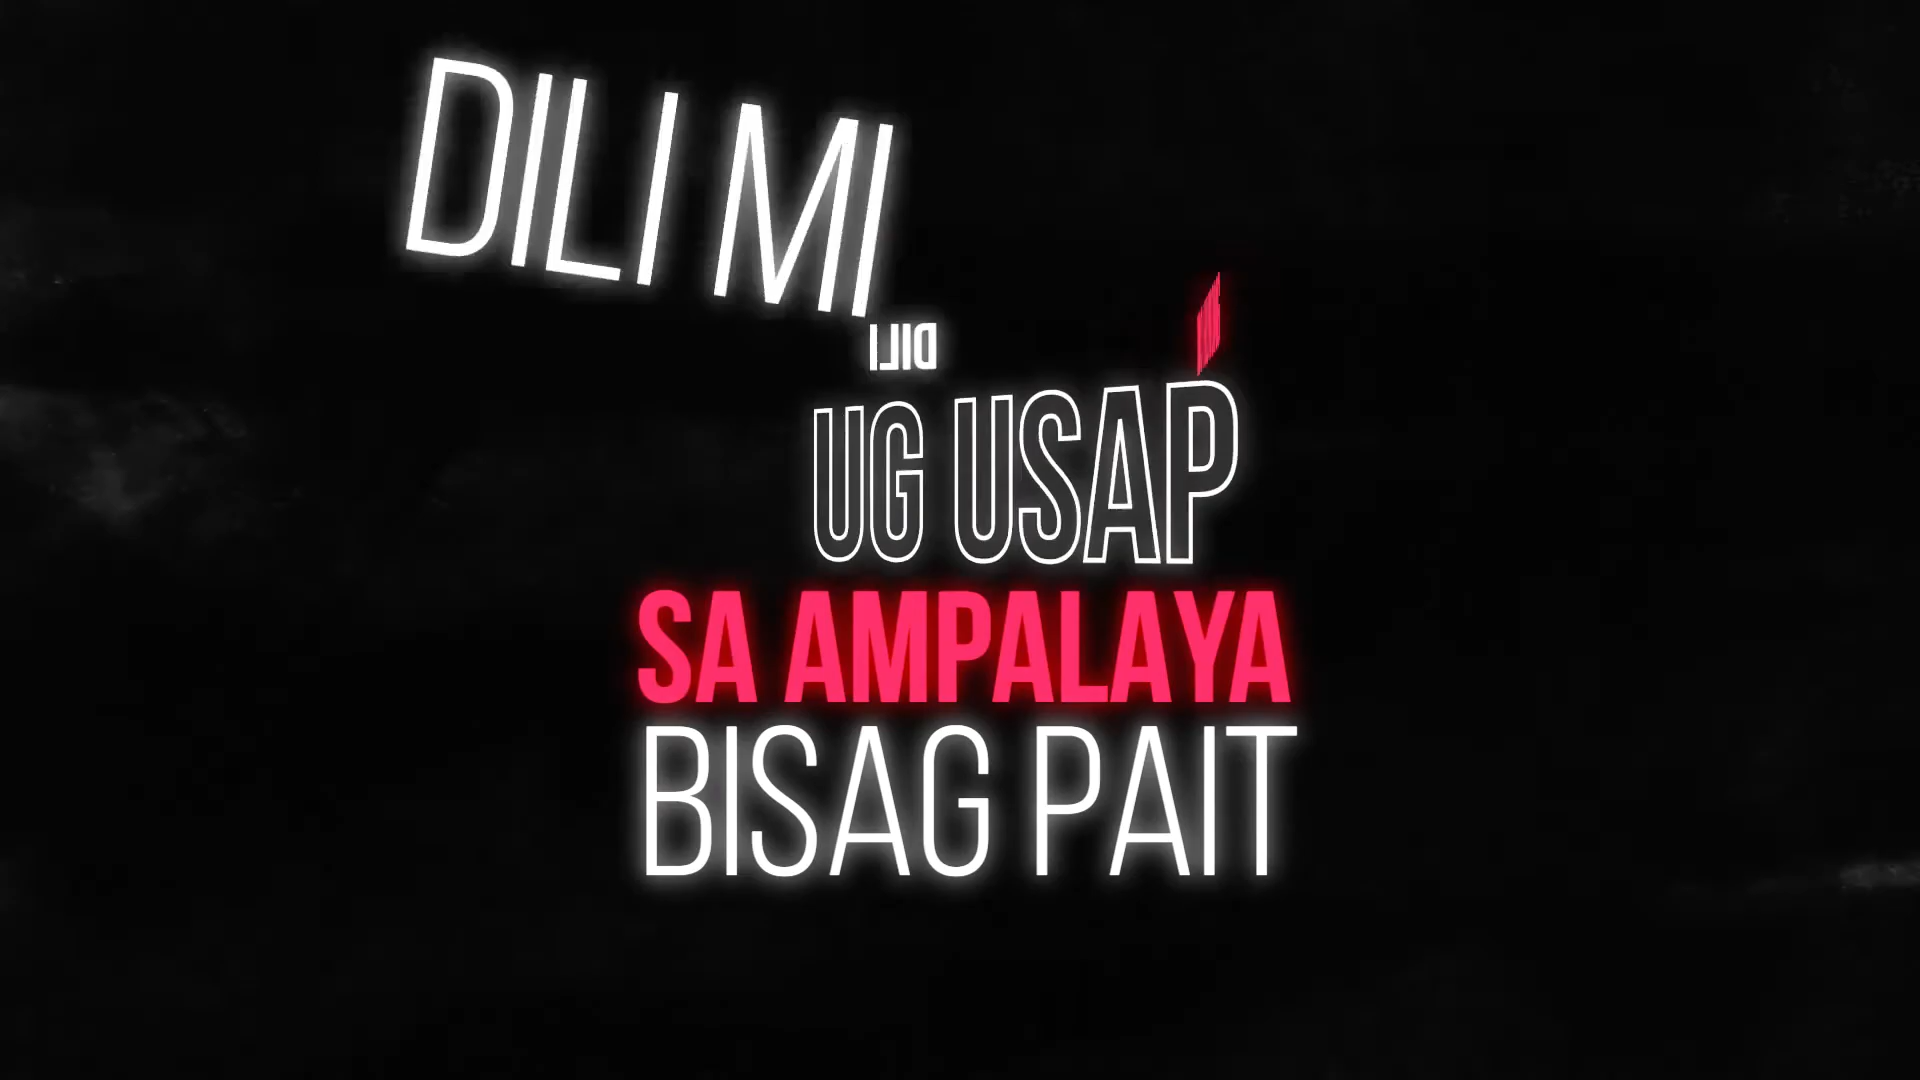 DILI MI
DILI
UG USAP
SA AMPALAYA
BISAG PAIT